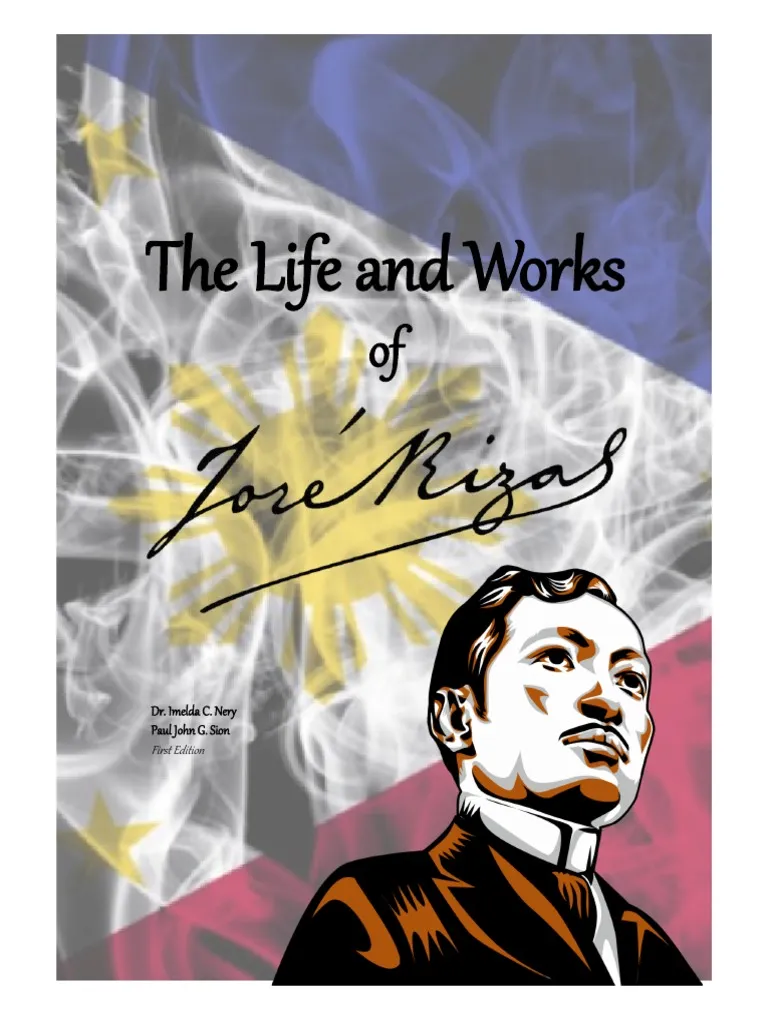 The Life and Works
of
José Rizal
Dr. Imelda C. Nery
Paul John G. Sion
First Edition